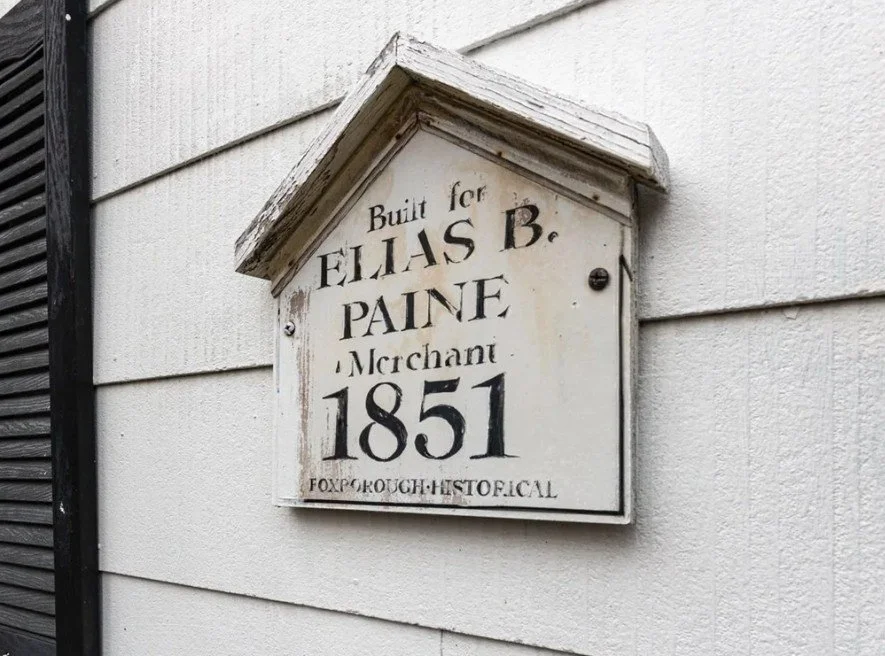 Built for
ELIAS B.
PAINE
Merchant
1851
FOXBOROUGH·HISTORICAL